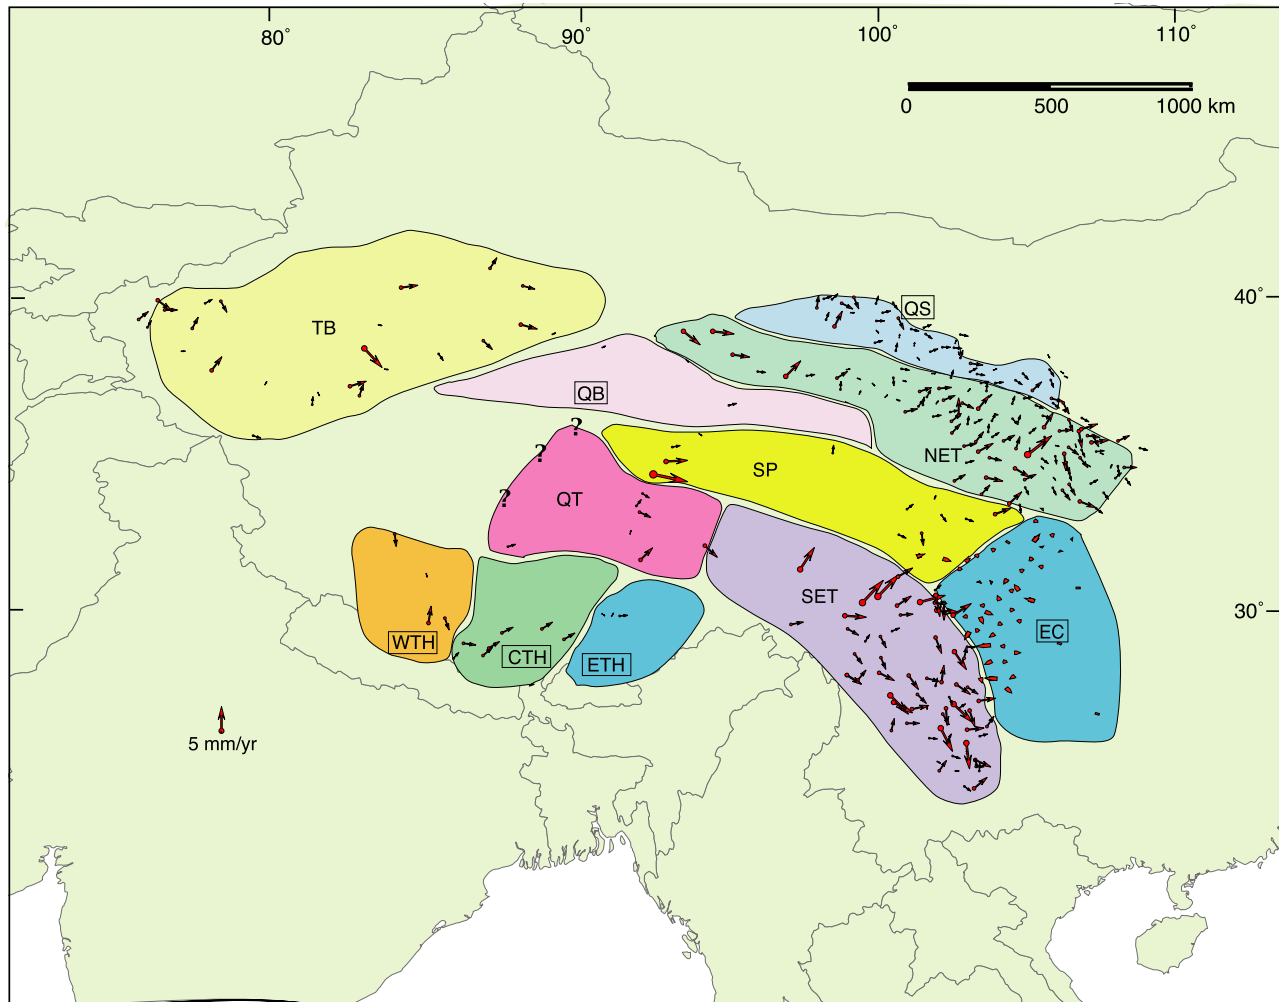 80° 90° 100° 110°
0 500 1000 km
40°
QS
TB
QB
?
?
NET
SP
?
QT
30°
SET
EC
WTH
CTH
ETH
5 mm/yr